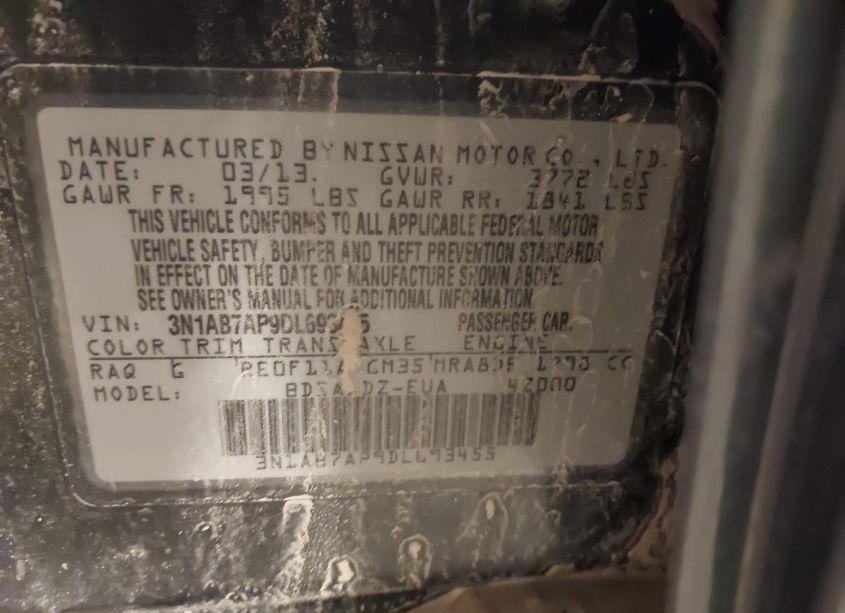 MANUFACTURED BY NISSAN MOTOR CO., LTD.
DATE: 03/13. GVWR: 3772 LBS
GAWR FR: 1995 LBS GAWR RR: 1841 LBS
THIS VEHICLE CONFORMS TO ALL APPLICABLE FEDERAL MOTOR
VEHICLE SAFETY, BUMPER AND THEFT PREVENTION STANDARDS
IN EFFECT ON THE DATE OF MANUFACTURE SHOWN ABOVE.
SEE OWNER'S MANUAL FOR ADDITIONAL INFORMATION.
VIN: 3N1AB7AP9DL693455 PASSENGER CAR.
COLOR TRIM TRANSAXLE ENGINE
RAQ G CC
MODEL: 42000
3N1AB7AP9DL693455